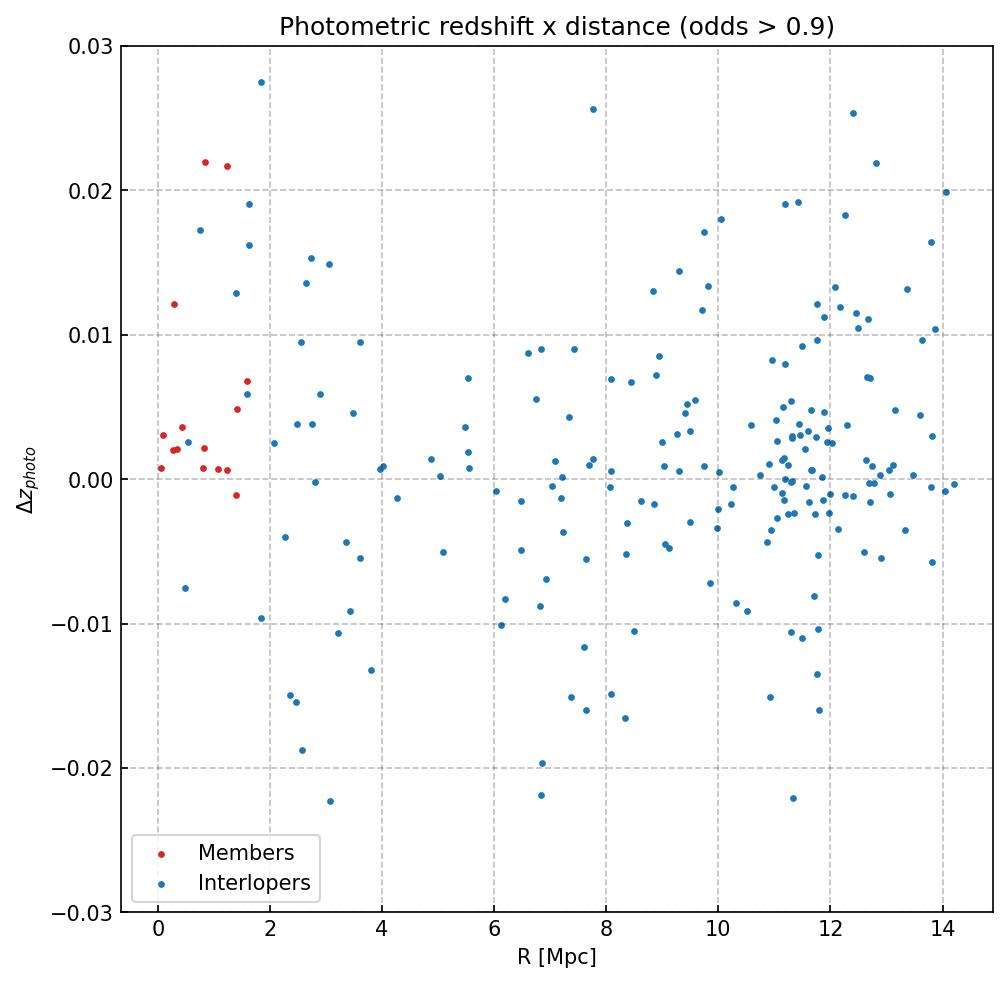 Photometric redshift x distance (odds > 0.9)
0.03
0.02
0.01
0.00
−0.01
−0.02
−0.03
Δz_photo
Members
Interlopers
0 2 4 6 8 10 12 14
R [Mpc]